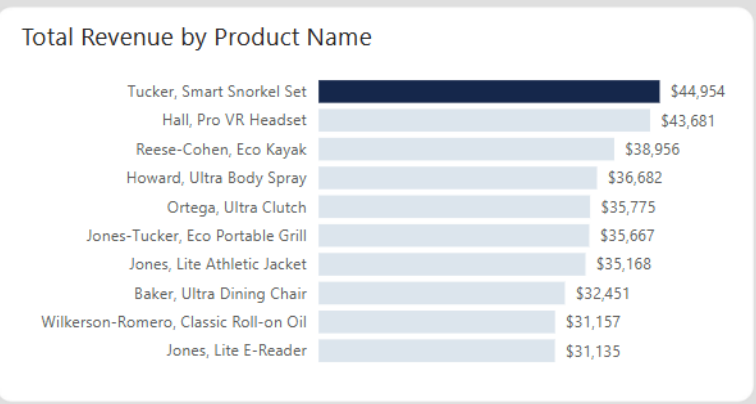 Total Revenue by Product Name
Tucker, Smart Snorkel Set $44,954
Hall, Pro VR Headset $43,681
Reese-Cohen, Eco Kayak $38,956
Howard, Ultra Body Spray $36,682
Ortega, Ultra Clutch $35,775
Jones-Tucker, Eco Portable Grill $35,667
Jones, Lite Athletic Jacket $35,168
Baker, Ultra Dining Chair $32,451
Wilkerson-Romero, Classic Roll-on Oil $31,157
Jones, Lite E-Reader $31,135